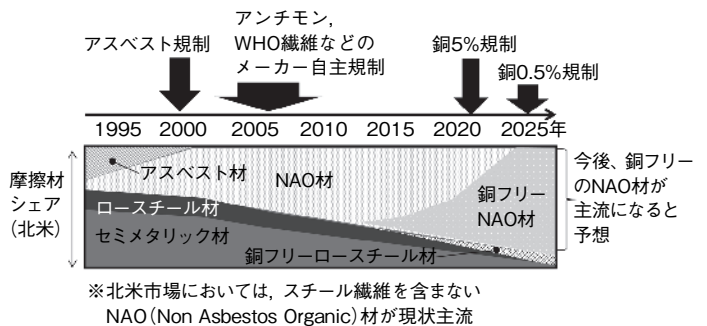 アスベスト規制
アンチモン,
WHO繊維などの
メーカー自主規制
銅5%規制
銅0.5%規制
1995 2000 2005 2010 2015 2020 2025年
摩擦材
シェア
(北米)
アスベスト材
NAO材
ロースチール材
セミメタリック材
銅フリー
NAO材
銅フリーロースチール材
今後、銅フリー
のNAO材が
主流になると
予想
※北米市場においては, スチール繊維を含まない
NAO(Non Asbestos Organic)材が現状主流